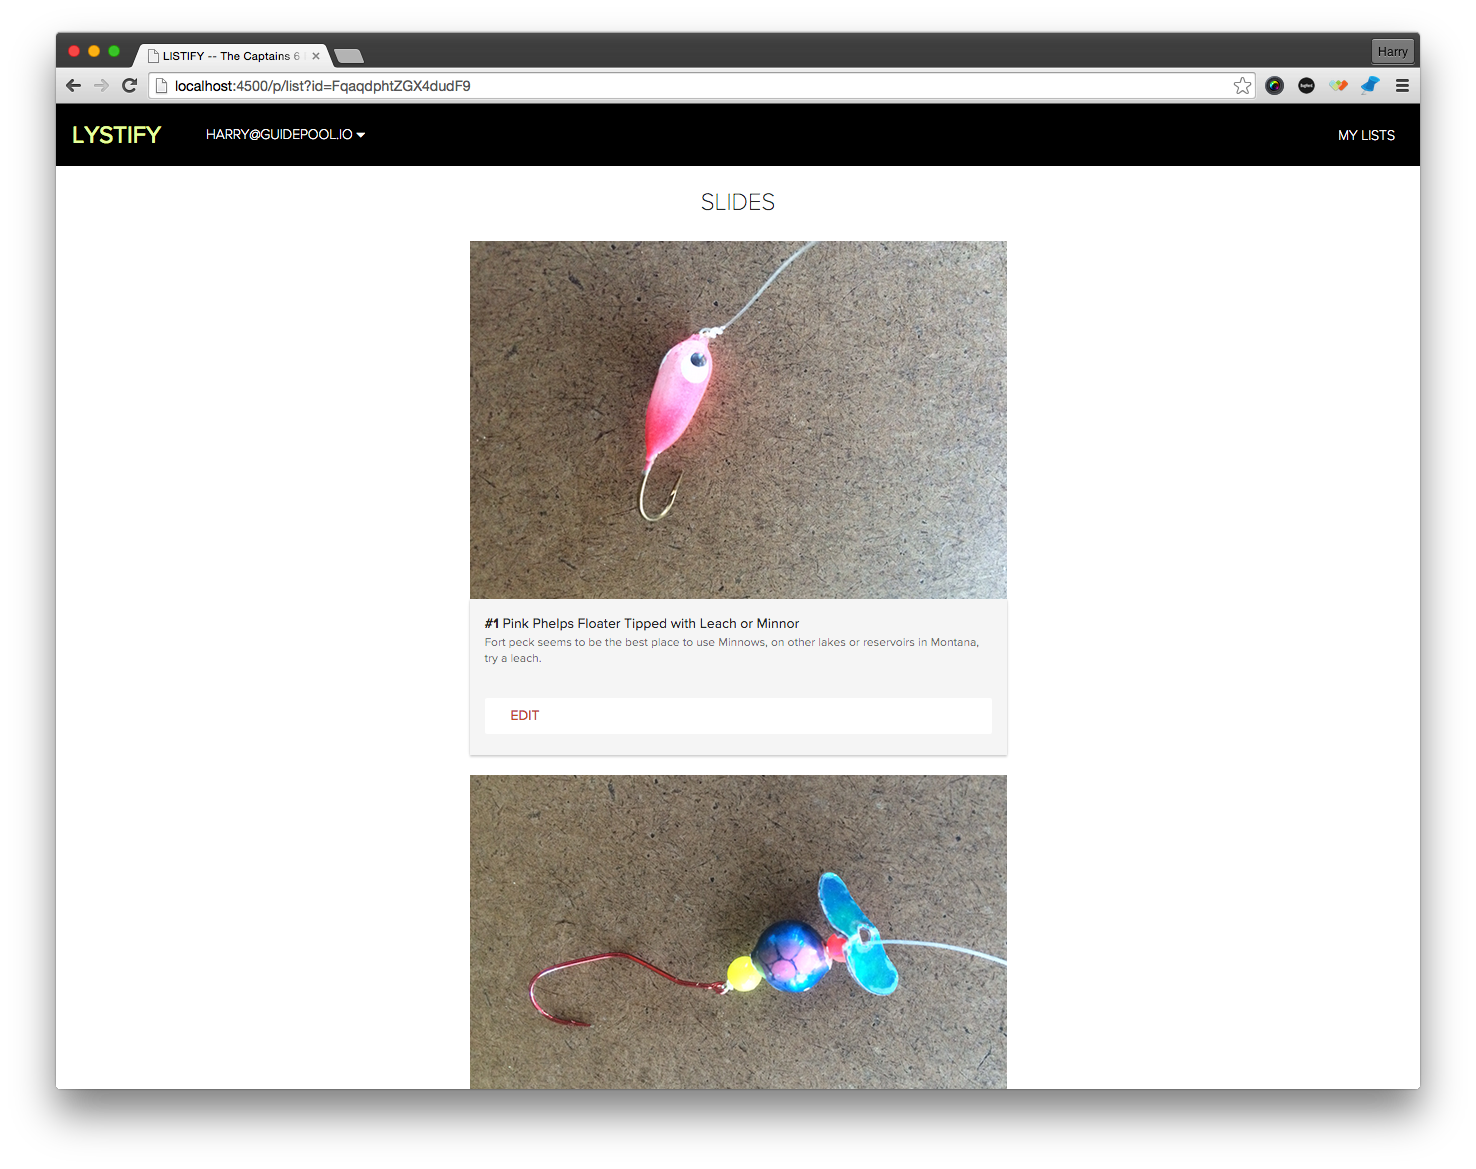 LISTIFY -- The Captains 6
Harry
localhost:4500/p/list?id=FqaqdphtZGX4dudF9
LYSTIFY
HARRY@GUIDEPOOL.IO
MY LISTS
SLIDES
#1 Pink Phelps Floater Tipped with Leach or Minnor
Fort peck seems to be the best place to use Minnows, on other lakes or reservoirs in Montana,
try a leach.
EDIT